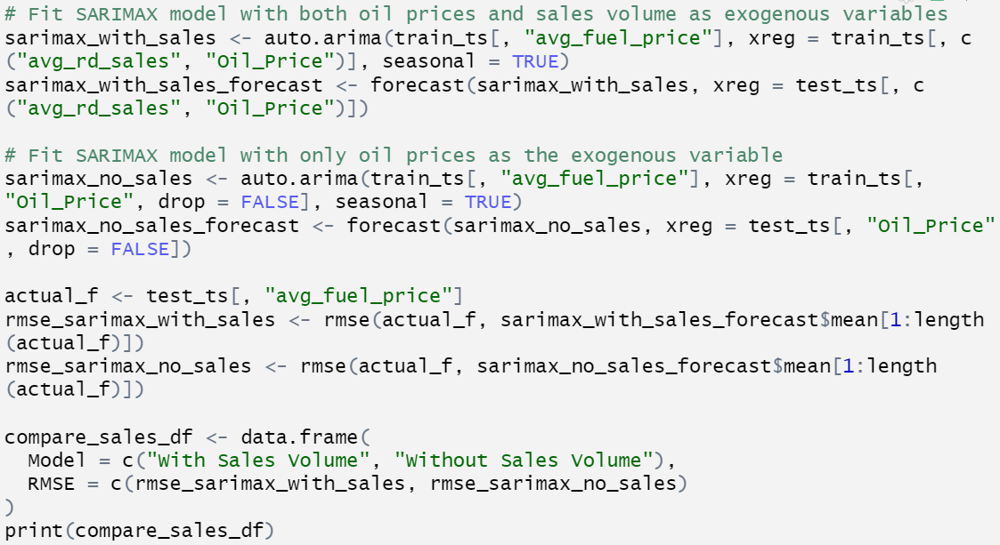 # Fit SARIMAX model with both oil prices and sales volume as exogenous variables
sarimax_with_sales <- auto.arima(train_ts[, "avg_fuel_price"], xreg = train_ts[, c
("avg_rd_sales", "Oil_Price")], seasonal = TRUE)
sarimax_with_sales_forecast <- forecast(sarimax_with_sales, xreg = test_ts[, c
("avg_rd_sales", "Oil_Price")])

# Fit SARIMAX model with only oil prices as the exogenous variable
sarimax_no_sales <- auto.arima(train_ts[, "avg_fuel_price"], xreg = train_ts[,
"Oil_Price", drop = FALSE], seasonal = TRUE)
sarimax_no_sales_forecast <- forecast(sarimax_no_sales, xreg = test_ts[, "Oil_Price"
, drop = FALSE])

actual_f <- test_ts[, "avg_fuel_price"]
rmse_sarimax_with_sales <- rmse(actual_f, sarimax_with_sales_forecast$mean[1:length
(actual_f)])
rmse_sarimax_no_sales <- rmse(actual_f, sarimax_no_sales_forecast$mean[1:length
(actual_f)])

compare_sales_df <- data.frame(
  Model = c("With Sales Volume", "Without Sales Volume"),
  RMSE = c(rmse_sarimax_with_sales, rmse_sarimax_no_sales)
)
print(compare_sales_df)